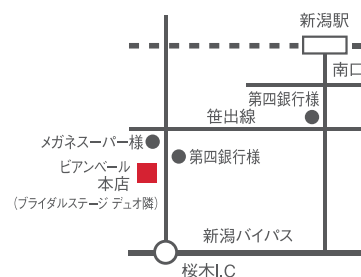 新潟駅
南口
第四銀行様
笹出線
メガネスーパー様
第四銀行様
ビアンベール
本店
(ブライダルステージ デュオ隣)
新潟バイパス
桜木I.C